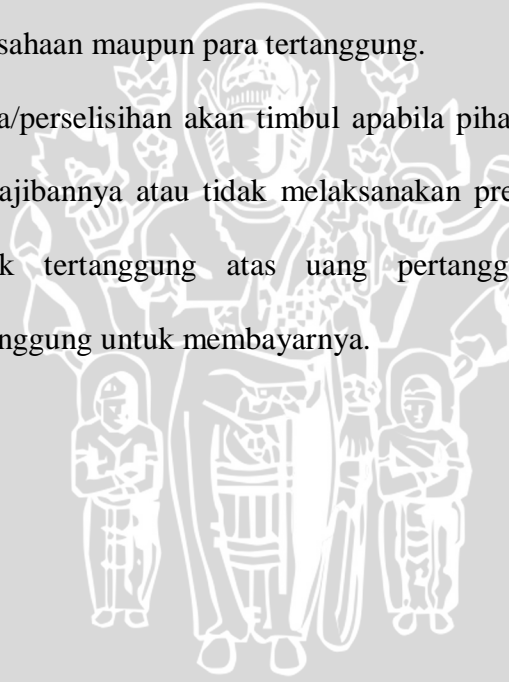 sahaan maupun para tertanggung.
a/perselisihan akan timbul apabila piha
ajibannya atau tidak melaksanakan pre
k tertanggung atas uang pertangg
nggung untuk membayarnya.